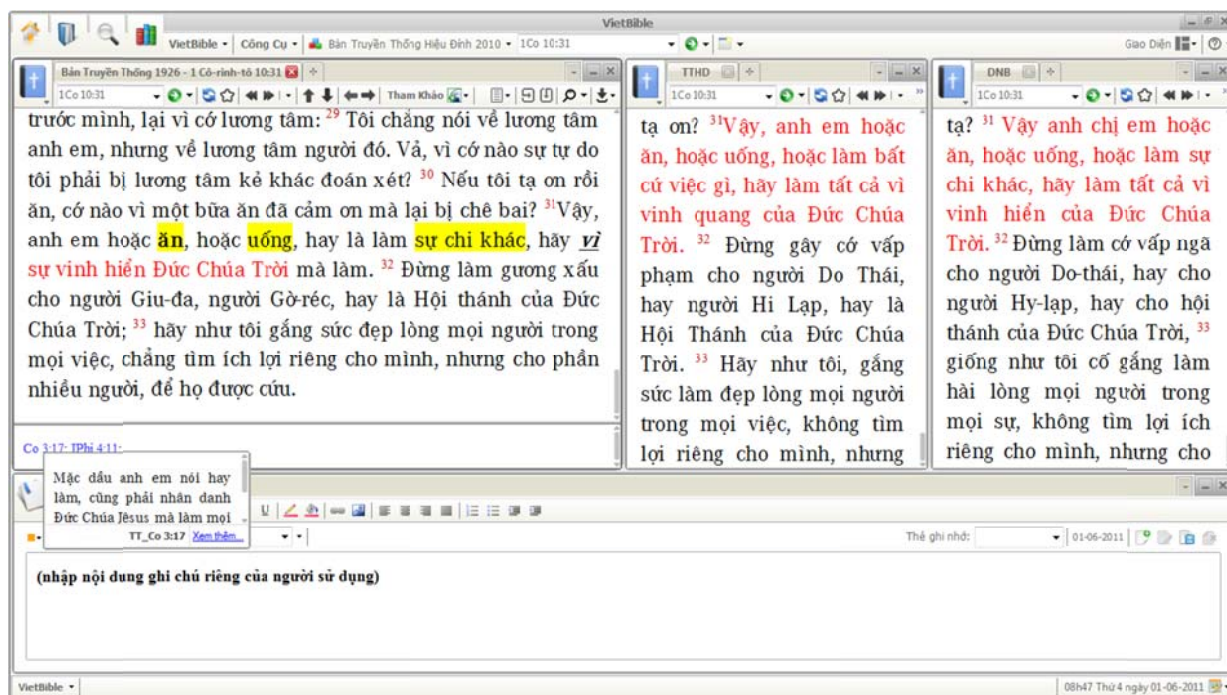 VietBible
VietBible
Công Cụ
Bản Truyền Thống Hiệu Đính 2010
1Co 10:31
Giao Diện
Bản Truyền Thống 1926 - 1 Cô-rinh-tô 10:31
1Co 10:31
Tham Khảo
trước mình, lại vì cớ lương tâm: 29 Tôi chẳng nói về lương tâm
anh em, nhưng về lương tâm người đó. Vả, vì cớ nào sự tự do
tôi phải bị lương tâm kẻ khác đoán xét? 30 Nếu tôi tạ ơn rồi
ăn, cớ nào vì một bữa ăn đã cảm ơn mà lại bị chê bai? 31Vậy,
anh em hoặc ăn, hoặc uống, hay là làm sự chi khác, hãy vì
sự vinh hiển Đức Chúa Trời mà làm. 32 Đừng làm gương xấu
cho người Giu-đa, người Gờ-réc, hay là Hội thánh của Đức
Chúa Trời; 33 hãy như tôi gắng sức đẹp lòng mọi người trong
mọi việc, chẳng tìm ích lợi riêng cho mình, nhưng cho phần
nhiều người, để họ được cứu.
Co 3:17; IPhi 4:11;
TTHD
1Co 10:31
tạ ơn? 31Vậy, anh em hoặc
ăn, hoặc uống, hoặc làm bất
cứ việc gì, hãy làm tất cả vì
vinh quang của Đức Chúa
Trời. 32 Đừng gây cớ vấp
phạm cho người Do Thái,
hay người Hi Lạp, hay là
Hội Thánh của Đức Chúa
Trời. 33 Hãy như tôi, gắng
sức làm đẹp lòng mọi người
trong mọi việc, không tìm
lợi riêng cho mình, nhưng
DNB
1Co 10:31
tạ? 31 Vậy anh chị em hoặc
ăn, hoặc uống, hoặc làm sự
chi khác, hãy làm tất cả vì
vinh hiển của Đức Chúa
Trời. 32 Đừng làm cớ vấp ngã
cho người Do-thái, hay cho
người Hy-lạp, hay cho hội
thánh của Đức Chúa Trời, 33
giống như tôi cố gắng làm
hài lòng mọi người trong
mọi sự, không tìm lợi ích
riêng cho mình, nhưng cho
Mặc dầu anh em nói hay
làm, cũng phải nhân danh
Đức Chúa Jêsus mà làm mọi
TT_Co 3:17 Xem thêm...
Thẻ ghi nhớ:
01-06-2011
(nhập nội dung ghi chú riêng của người sử dụng)
VietBible
08h47 Thứ 4 ngày 01-06-2011